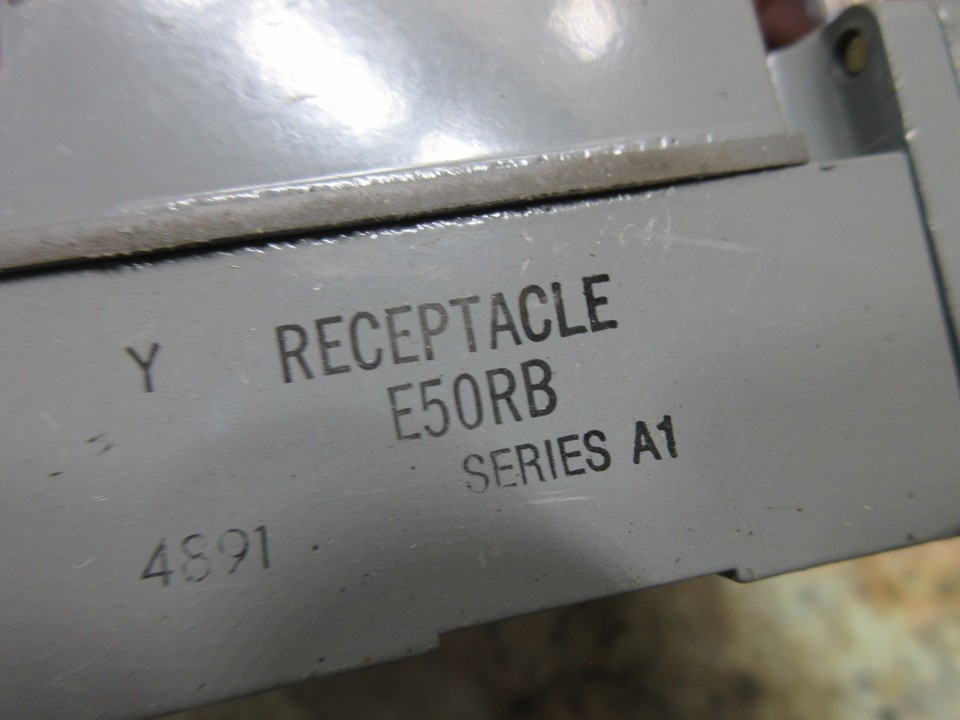 Y RECEPTACLE
E50RB
SERIES A1
4891